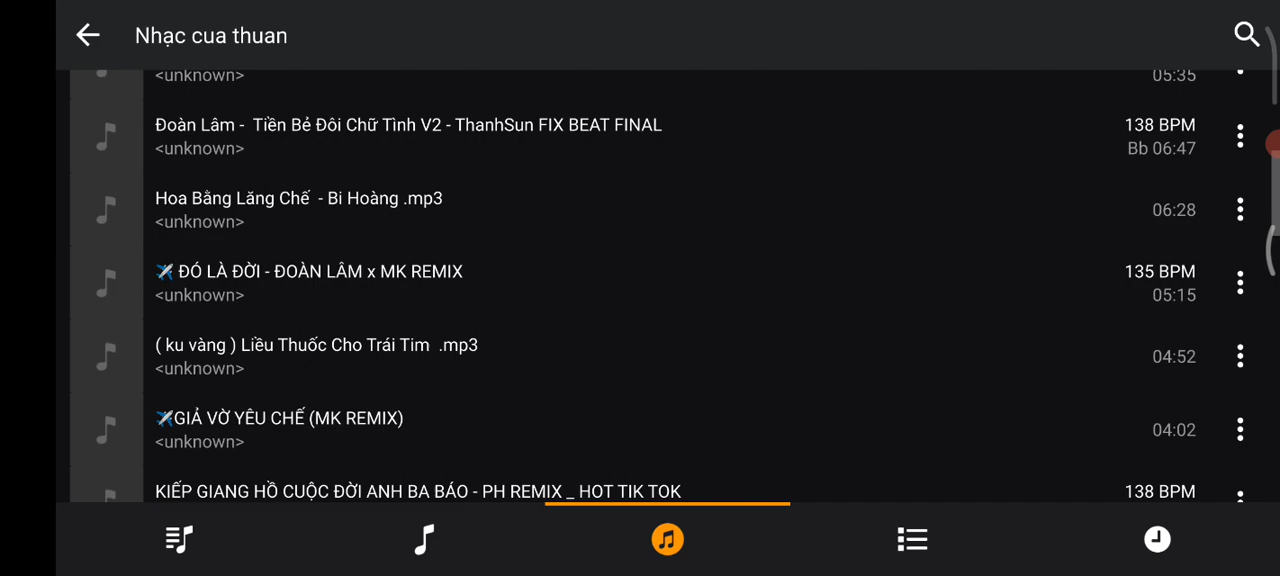 Nhạc cua thuan
<unknown>
05:35
Đoàn Lâm -  Tiền Bẻ Đôi Chữ Tình V2 - ThanhSun FIX BEAT FINAL
138 BPM
<unknown>
Bb 06:47
Hoa Bằng Lăng Chế  - Bi Hoàng .mp3
<unknown>
06:28
✈️ ĐÓ LÀ ĐỜI - ĐOÀN LÂM x MK REMIX
135 BPM
<unknown>
05:15
( ku vàng ) Liều Thuốc Cho Trái Tim  .mp3
<unknown>
04:52
✈️GIẢ VỜ YÊU CHẾ (MK REMIX)
<unknown>
04:02
KIẾP GIANG HỒ CUỘC ĐỜI ANH BA BÁO - PH REMIX _ HOT TIK TOK
138 BPM